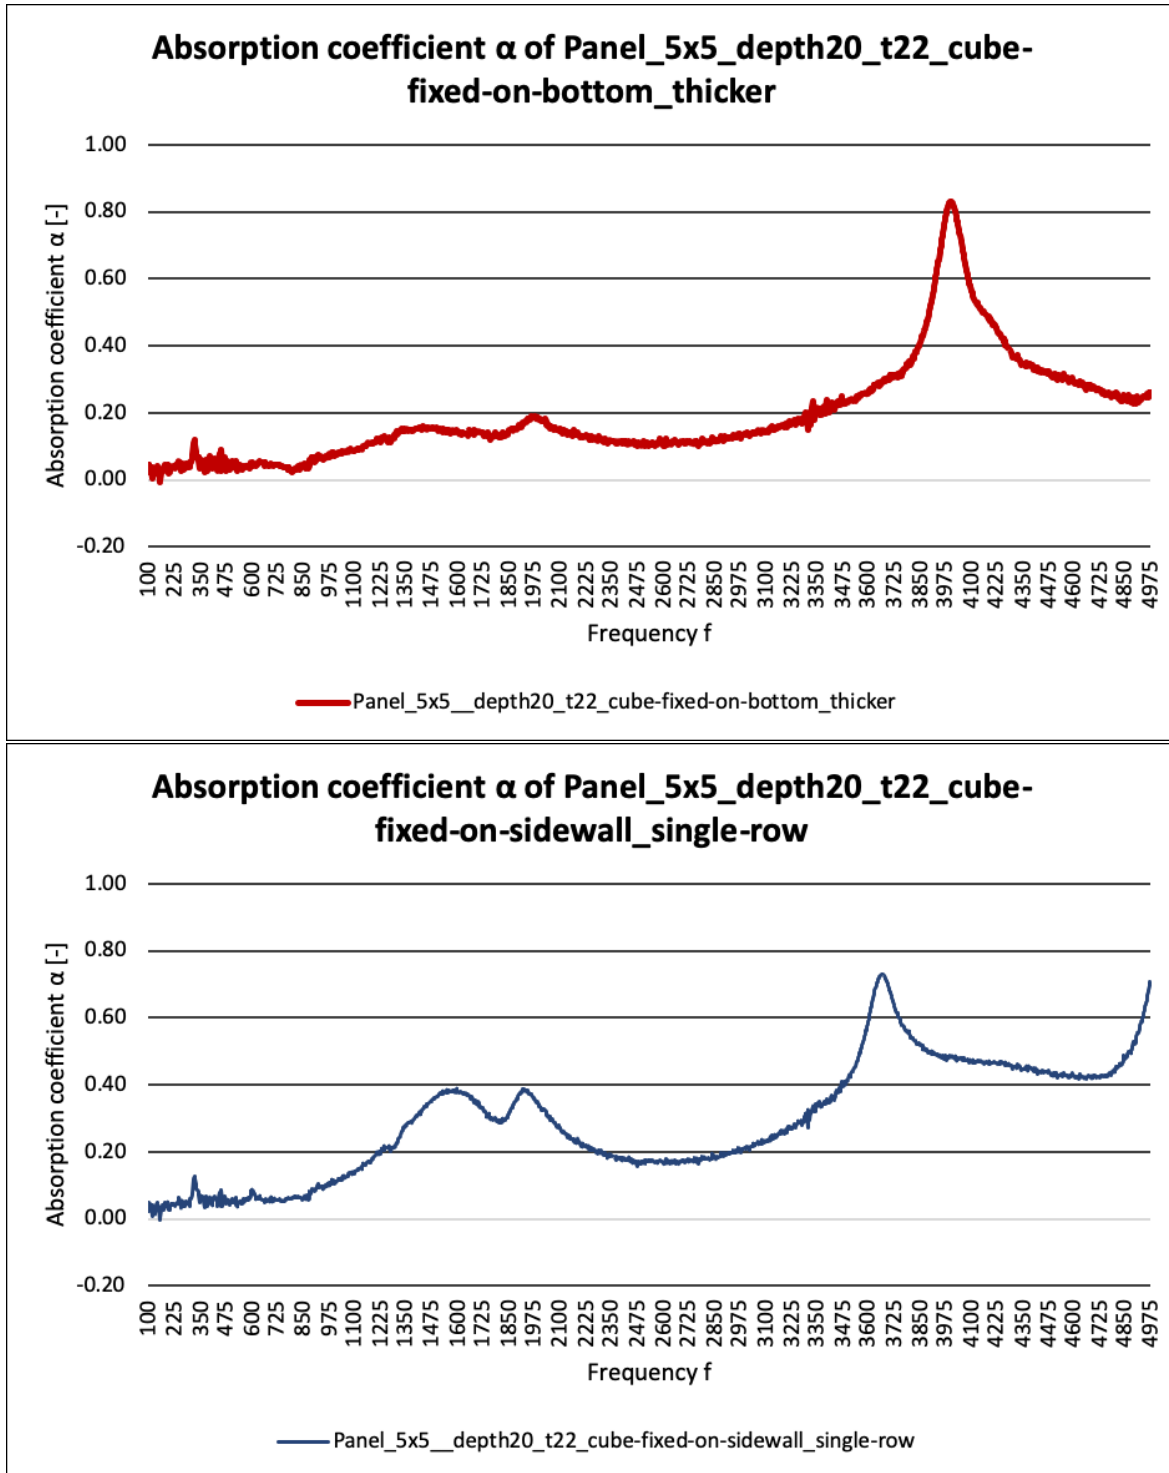 Absorption coefficient α of Panel_5x5_depth20_t22_cube-
fixed-on-bottom_thicker
1.00
0.80
0.60
0.40
0.20
0.00
-0.20
Absorption coefficient α [-]
100 225 350 475 600 725 850 975 1100 1225 1350 1475 1600 1725 1850 1975 2100 2225 2350 2475 2600 2725 2850 2975 3100 3225 3350 3475 3600 3725 3850 3975 4100 4225 4350 4475 4600 4725 4850 4975
Frequency f
Panel_5x5__depth20_t22_cube-fixed-on-bottom_thicker
Absorption coefficient α of Panel_5x5_depth20_t22_cube-
fixed-on-sidewall_single-row
1.00
0.80
0.60
0.40
0.20
0.00
-0.20
Absorption coefficient α [-]
100 225 350 475 600 725 850 975 1100 1225 1350 1475 1600 1725 1850 1975 2100 2225 2350 2475 2600 2725 2850 2975 3100 3225 3350 3475 3600 3725 3850 3975 4100 4225 4350 4475 4600 4725 4850 4975
Frequency f
Panel_5x5__depth20_t22_cube-fixed-on-sidewall_single-row